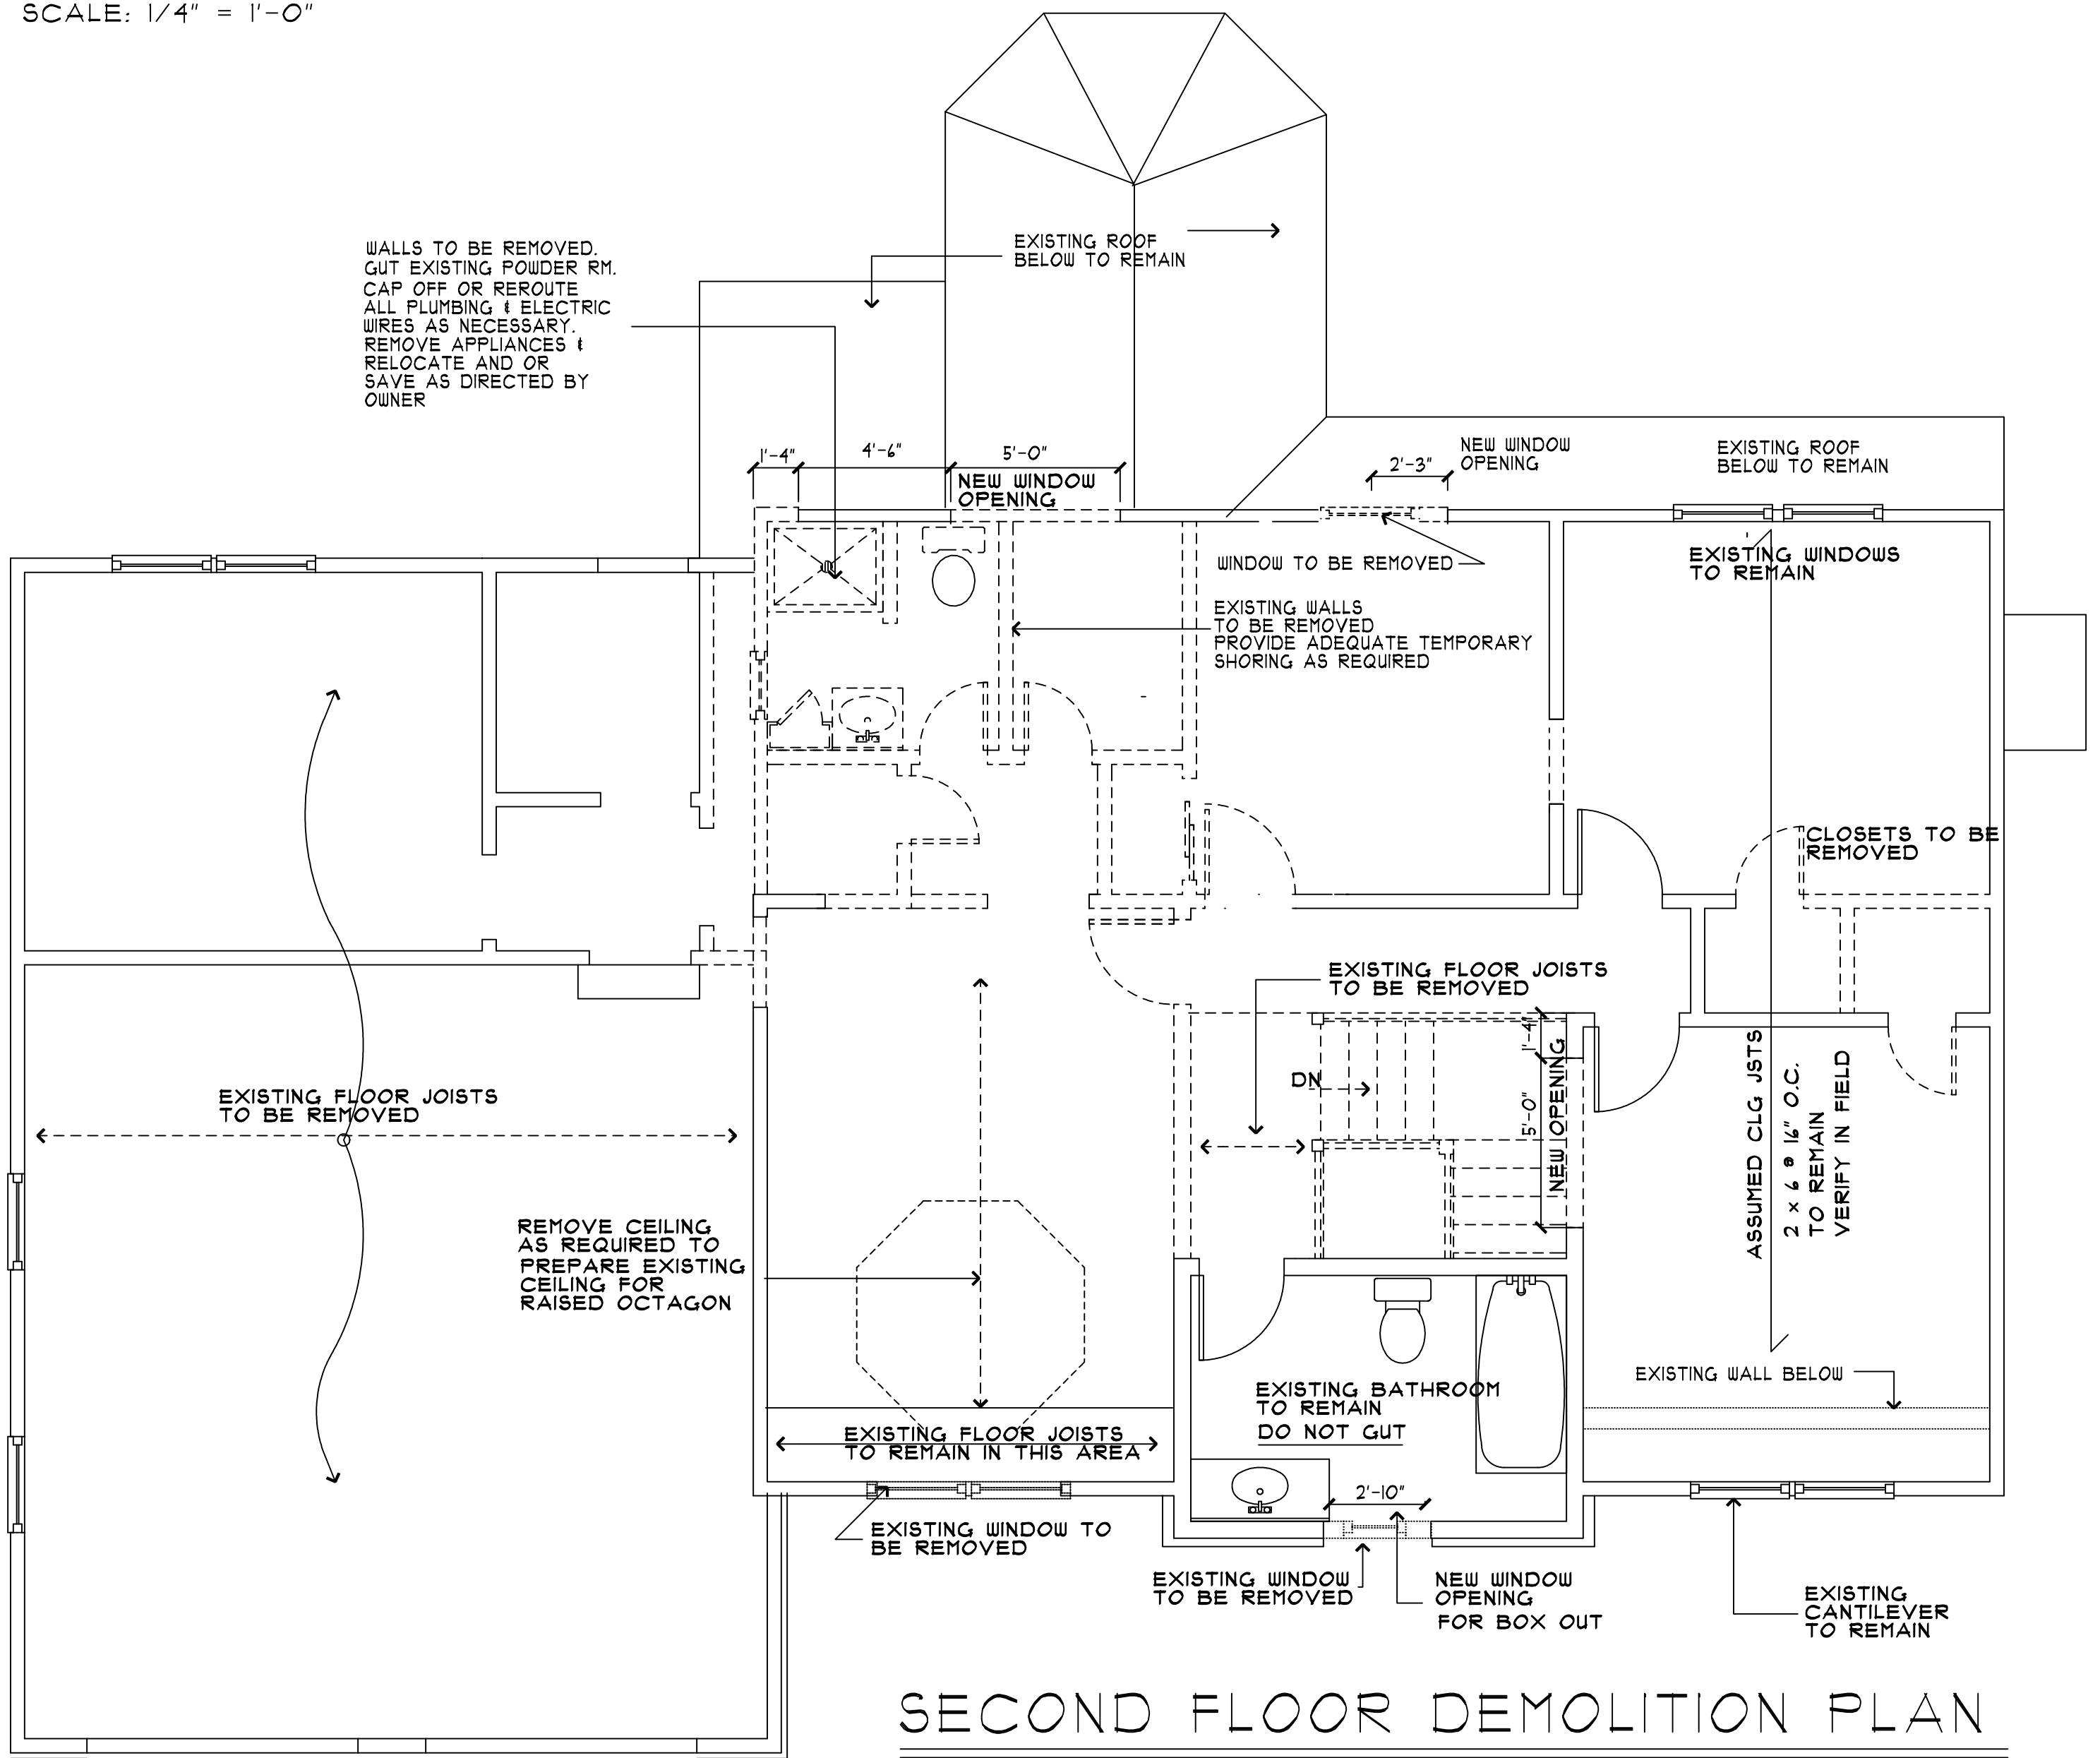 SCALE: 1/4" = 1'-0"
WALLS TO BE REMOVED.
GUT EXISTING POWDER RM.
CAP OFF OR REROUTE
ALL PLUMBING & ELECTRIC
WIRES AS NECESSARY.
REMOVE APPLIANCES &
RELOCATE AND OR
SAVE AS DIRECTED BY
OWNER
EXISTING ROOF
BELOW TO REMAIN
1'-4"
4'-6"
5'-0"
NEW WINDOW
OPENING
2'-3"
NEW WINDOW
OPENING
EXISTING ROOF
BELOW TO REMAIN
WINDOW TO BE REMOVED
EXISTING WINDOWS
TO REMAIN
EXISTING WALLS
TO BE REMOVED
PROVIDE ADEQUATE TEMPORARY
SHORING AS REQUIRED
CLOSETS TO BE
REMOVED
EXISTING FLOOR JOISTS
TO BE REMOVED
DN
1'-4"
5'-0"
NEW OPENING
ASSUMED CLG JSTS
2 x 6 @ 16" O.C.
TO REMAIN
VERIFY IN FIELD
EXISTING FLOOR JOISTS
TO BE REMOVED
REMOVE CEILING
AS REQUIRED TO
PREPARE EXISTING
CEILING FOR
RAISED OCTAGON
EXISTING WALL BELOW
EXISTING BATHROOM
TO REMAIN
DO NOT GUT
EXISTING FLOOR JOISTS
TO REMAIN IN THIS AREA
2'-10"
EXISTING WINDOW TO
BE REMOVED
EXISTING WINDOW
TO BE REMOVED
NEW WINDOW
OPENING
FOR BOX OUT
EXISTING
CANTILEVER
TO REMAIN
SECOND FLOOR DEMOLITION PLAN